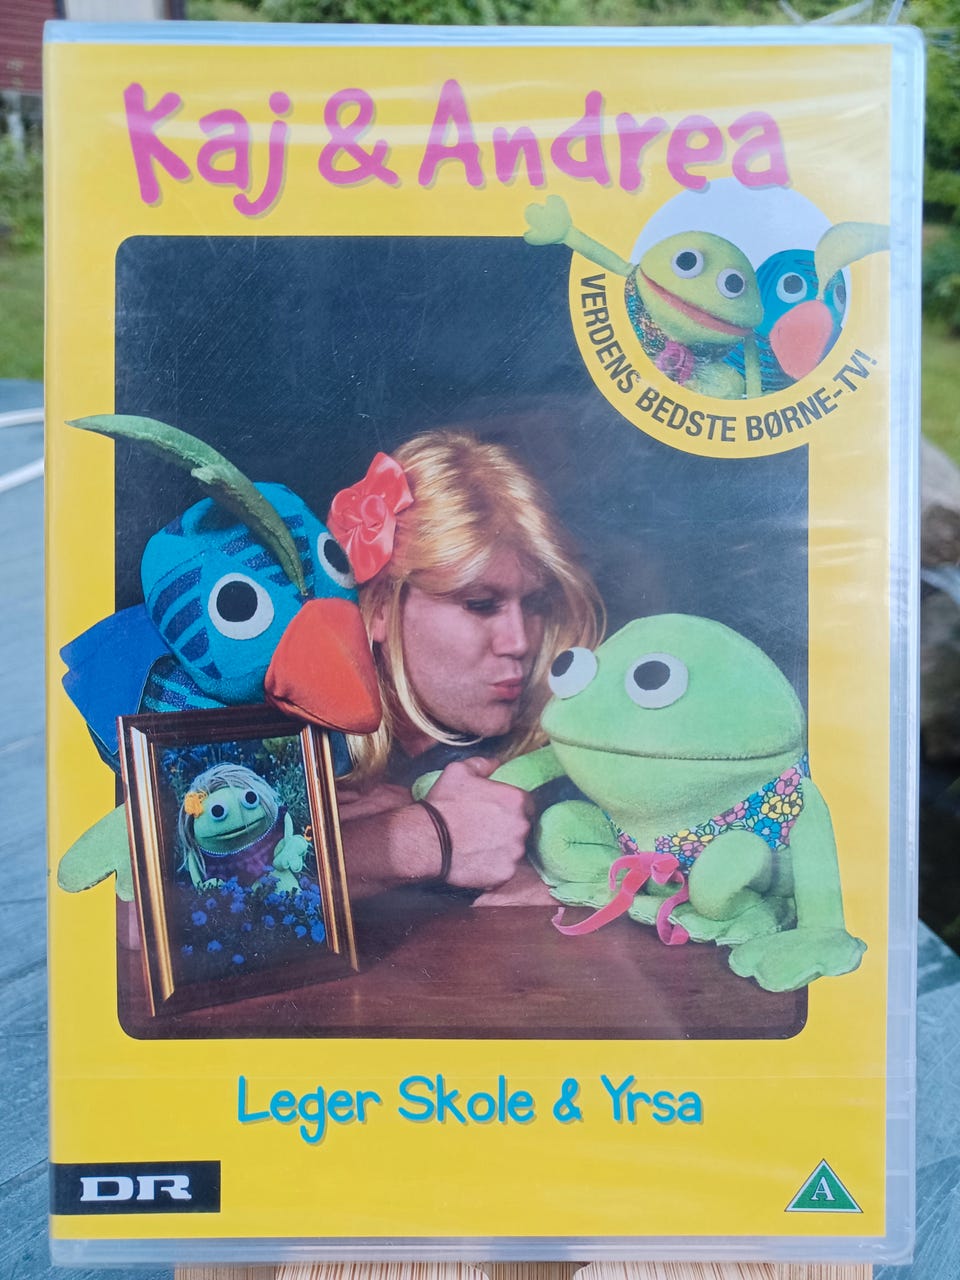 Kaj & Andrea
VERDENS BEDSTE BØRNE-TV!
Leger Skole & Yrsa
DR
A